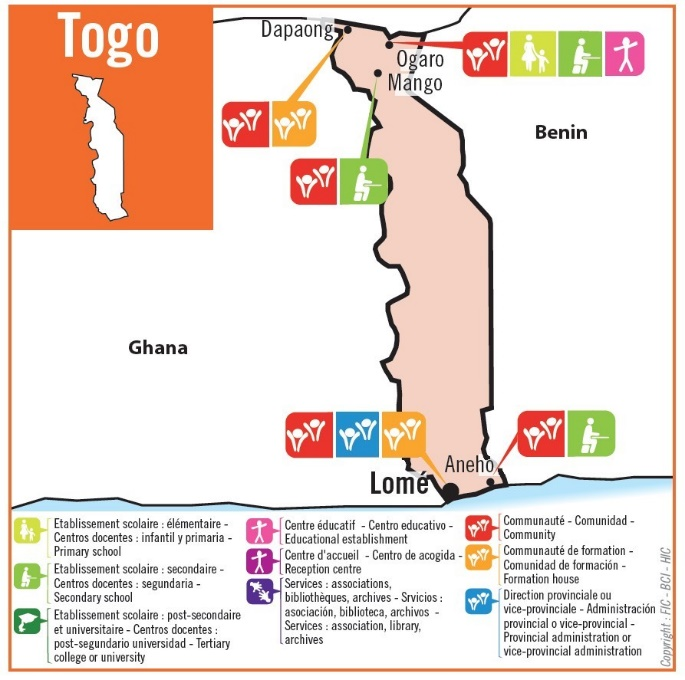 Togo
Dapaong
Ogaro
Mango
Benin
Ghana
Aneho
Lomé
Etablissement scolaire : élémentaire -
Centros docentes : infantil y primaria -
Primary school
Etablissement scolaire : secondaire -
Centros docentes : segundaria -
Secondary school
Etablissement scolaire : post-secondaire
et universitaire - Centros docentes :
post-segundario universidad - Tertiary
college or university
Centre éducatif - Centro educativo -
Educational establishment
Centre d'accueil - Centro de acogida -
Reception centre
Services : associations,
bibliothèques, archives - Srvicios :
asociación, biblioteca, archivos -
Services : association, library,
archives
Communauté - Comunidad -
Community
Communauté de formation -
Comunidad de formación -
Formation house
Direction provinciale ou
vice-provinciale - Administración
provincial o vice-provincial -
Provincial administration or
vice-provincial administration
Copyright : FIC - BCI - HIC